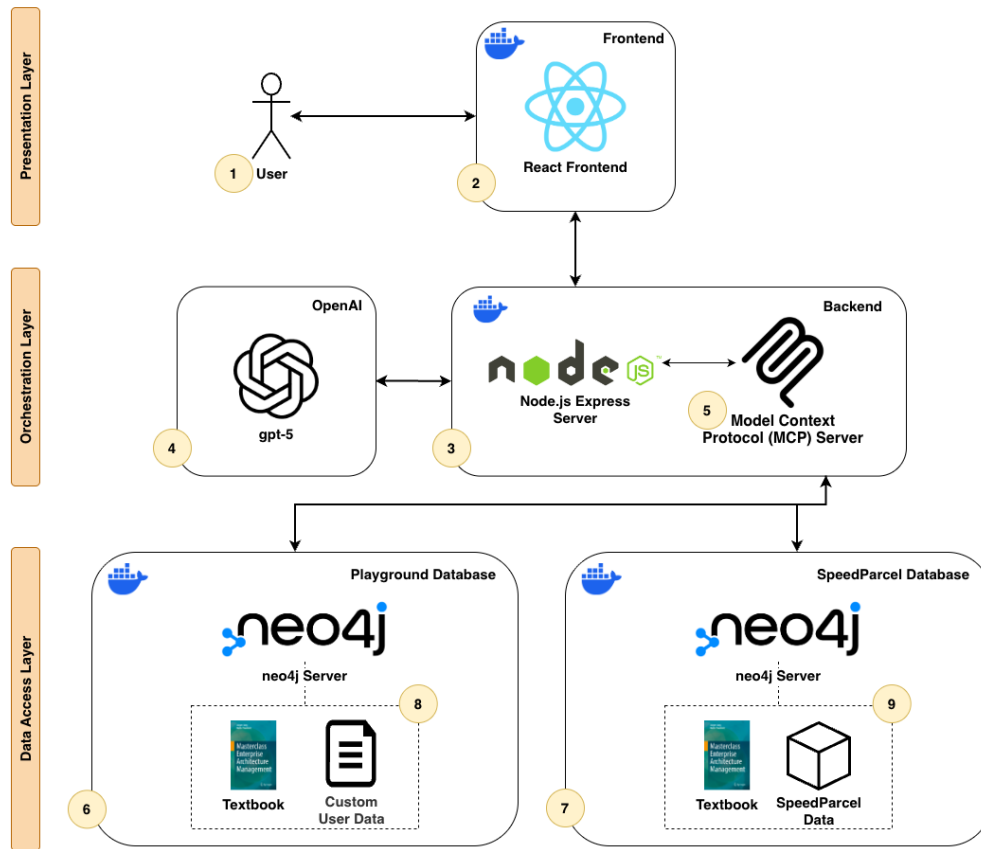 Presentation Layer
Frontend
React Frontend
1
User
2
Orchestration Layer
OpenAI
gpt-5
4
Backend
node
JS
Node.js Express
Server
3
5
Model Context
Protocol (MCP) Server
Data Access Layer
Playground Database
neo4j
neo4j Server
8
Masterclass
Enterprise
Architecture
Management
Textbook
Custom
User Data
6
SpeedParcel Database
neo4j
neo4j Server
9
Masterclass
Enterprise
Architecture
Management
Textbook
SpeedParcel
Data
7